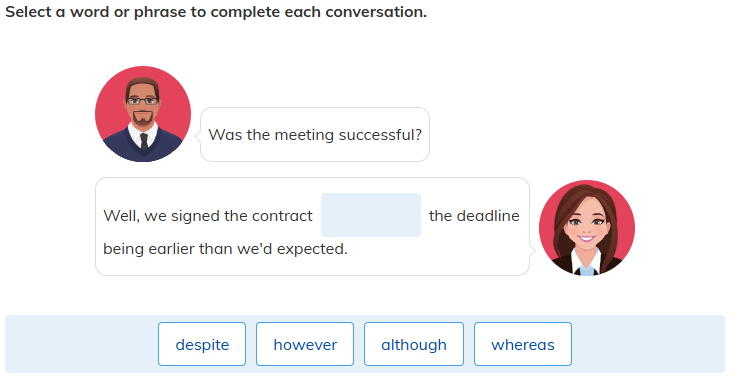 Select a word or phrase to complete each conversation.
Was the meeting successful?
Well, we signed the contract the deadline
being earlier than we'd expected.
despite however although whereas